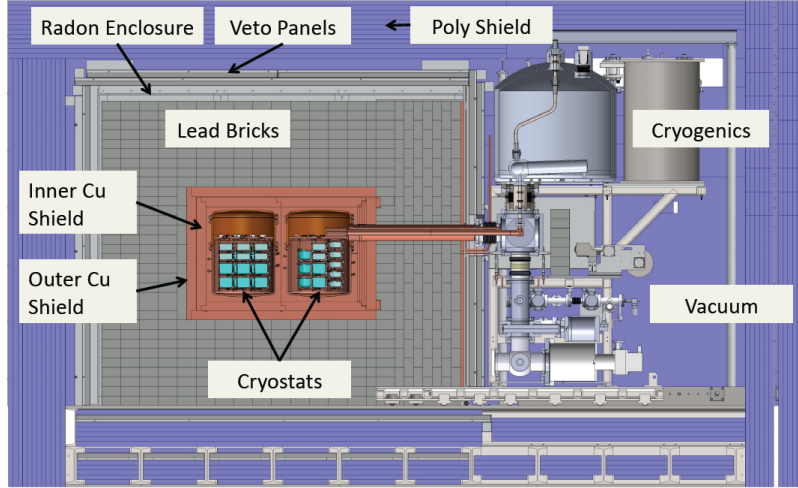 Radon Enclosure
Veto Panels
Poly Shield
Lead Bricks
Cryogenics
Inner Cu
Shield
Outer Cu
Shield
Vacuum
Cryostats